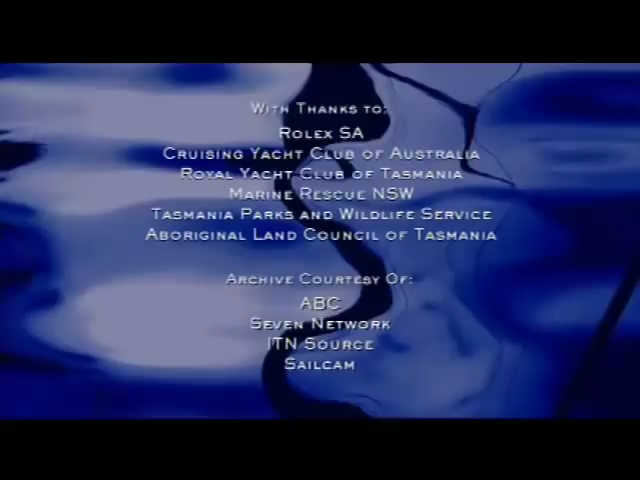 With Thanks to:
Rolex SA
Cruising Yacht Club of Australia
Royal Yacht Club of Tasmania
Marine Rescue NSW
Tasmania Parks and Wildlife Service
Aboriginal Land Council of Tasmania
Archive Courtesy Of:
ABC
Seven Network
ITN Source
Sailcam